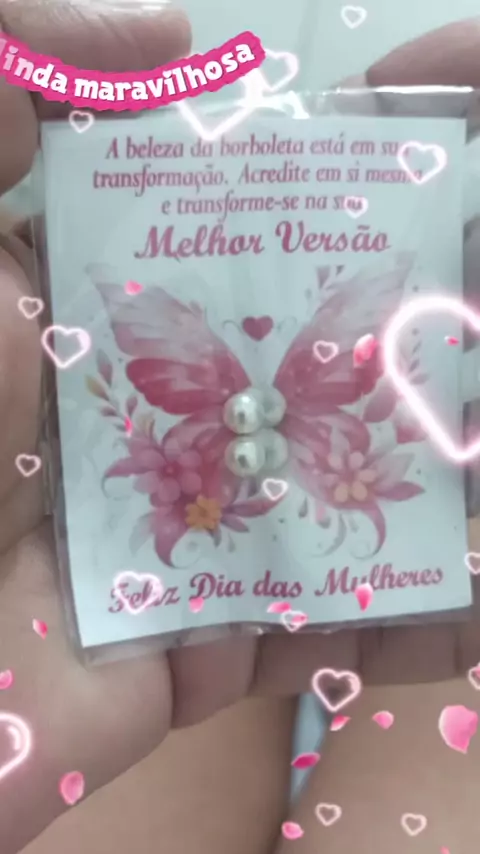 linda maravilhosa
A beleza da borboleta está em sua
transformação. Acredite em si mesmo
e transforme-se na sua
Melhor Versão
Feliz Dia das Mulheres